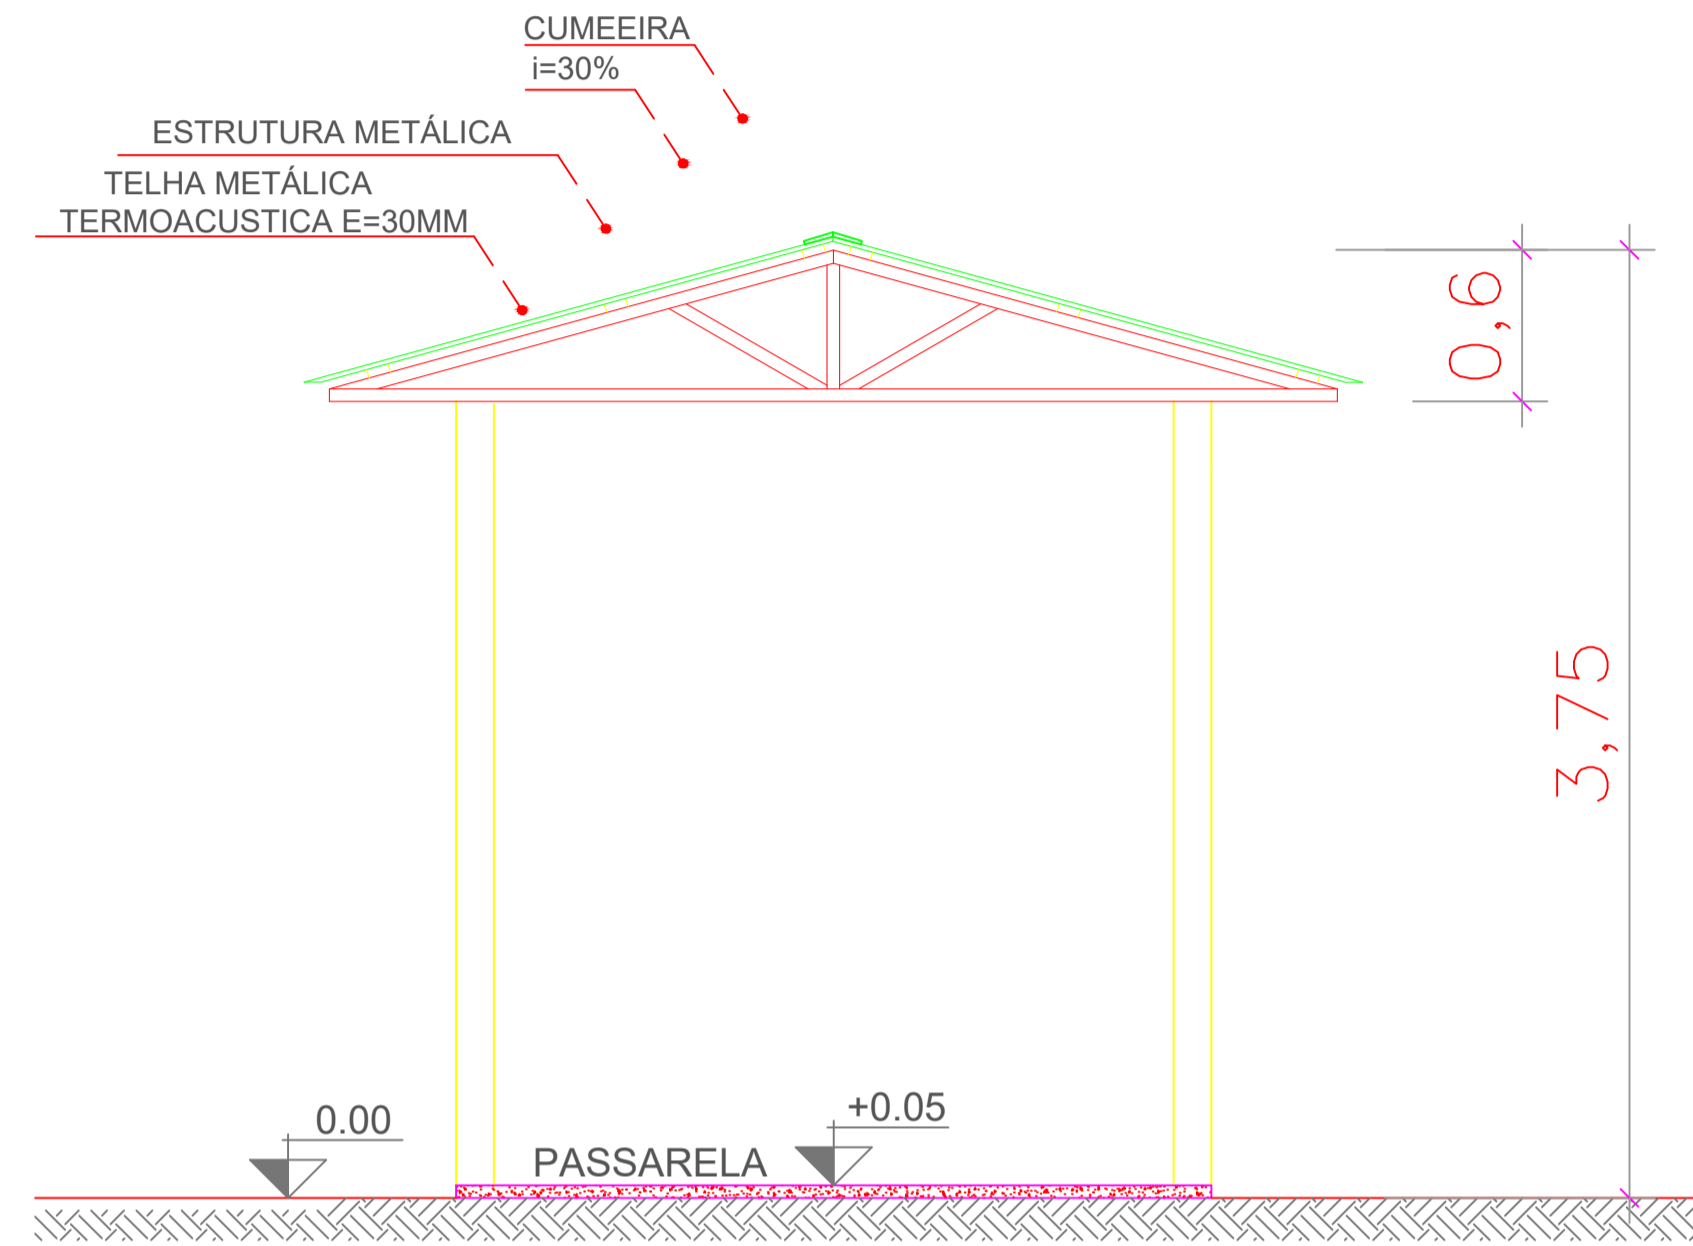 CUMEEIRA
i=30%
ESTRUTURA METÁLICA
TELHA METÁLICA
TERMOACUSTICA E=30MM
0,6
3,75
0.00
+0.05
PASSARELA